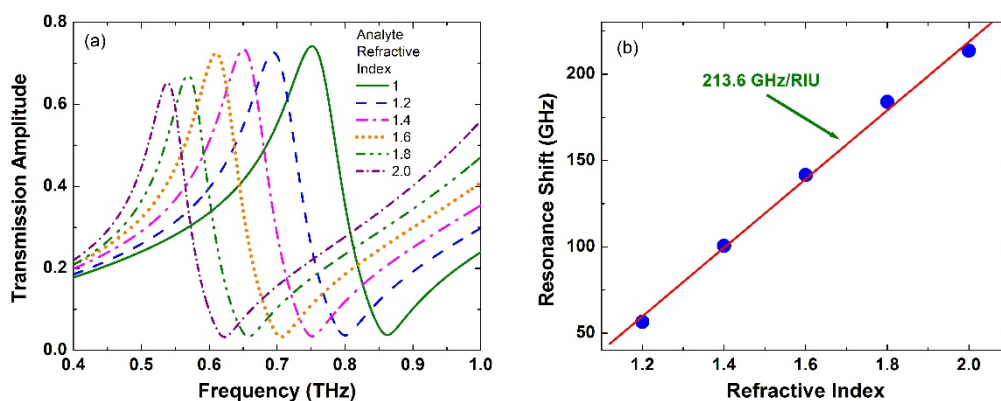 (a)
Analyte
Refractive
Index
1
1.2
1.4
1.6
1.8
2.0
0.8
0.6
0.4
0.2
0.0
Transmission Amplitude
0.4 0.5 0.6 0.7 0.8 0.9 1.0
Frequency (THz)
(b)
213.6 GHz/RIU
200
150
100
50
Resonance Shift (GHz)
1.2 1.4 1.6 1.8 2.0
Refractive Index